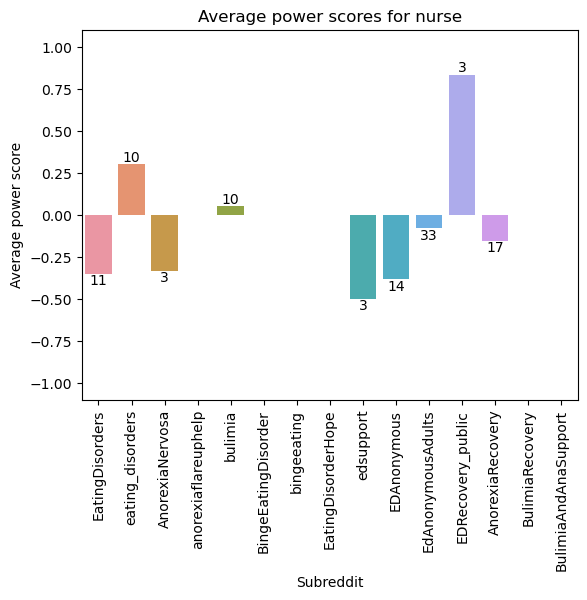 Average power scores for nurse
Average power score
1.00
0.75
0.50
0.25
0.00
−0.25
−0.50
−0.75
−1.00
11
10
3
10
3
14
33
3
17
EatingDisorders
eating_disorders
AnorexiaNervosa
anorexiaflareuphelp
bulimia
BingeEatingDisorder
bingeeating
EatingDisorderHope
edsupport
EDAnonymous
EdAnonymousAdults
EDRecovery_public
AnorexiaRecovery
BulimiaRecovery
BulimiaAndAnaSupport
Subreddit